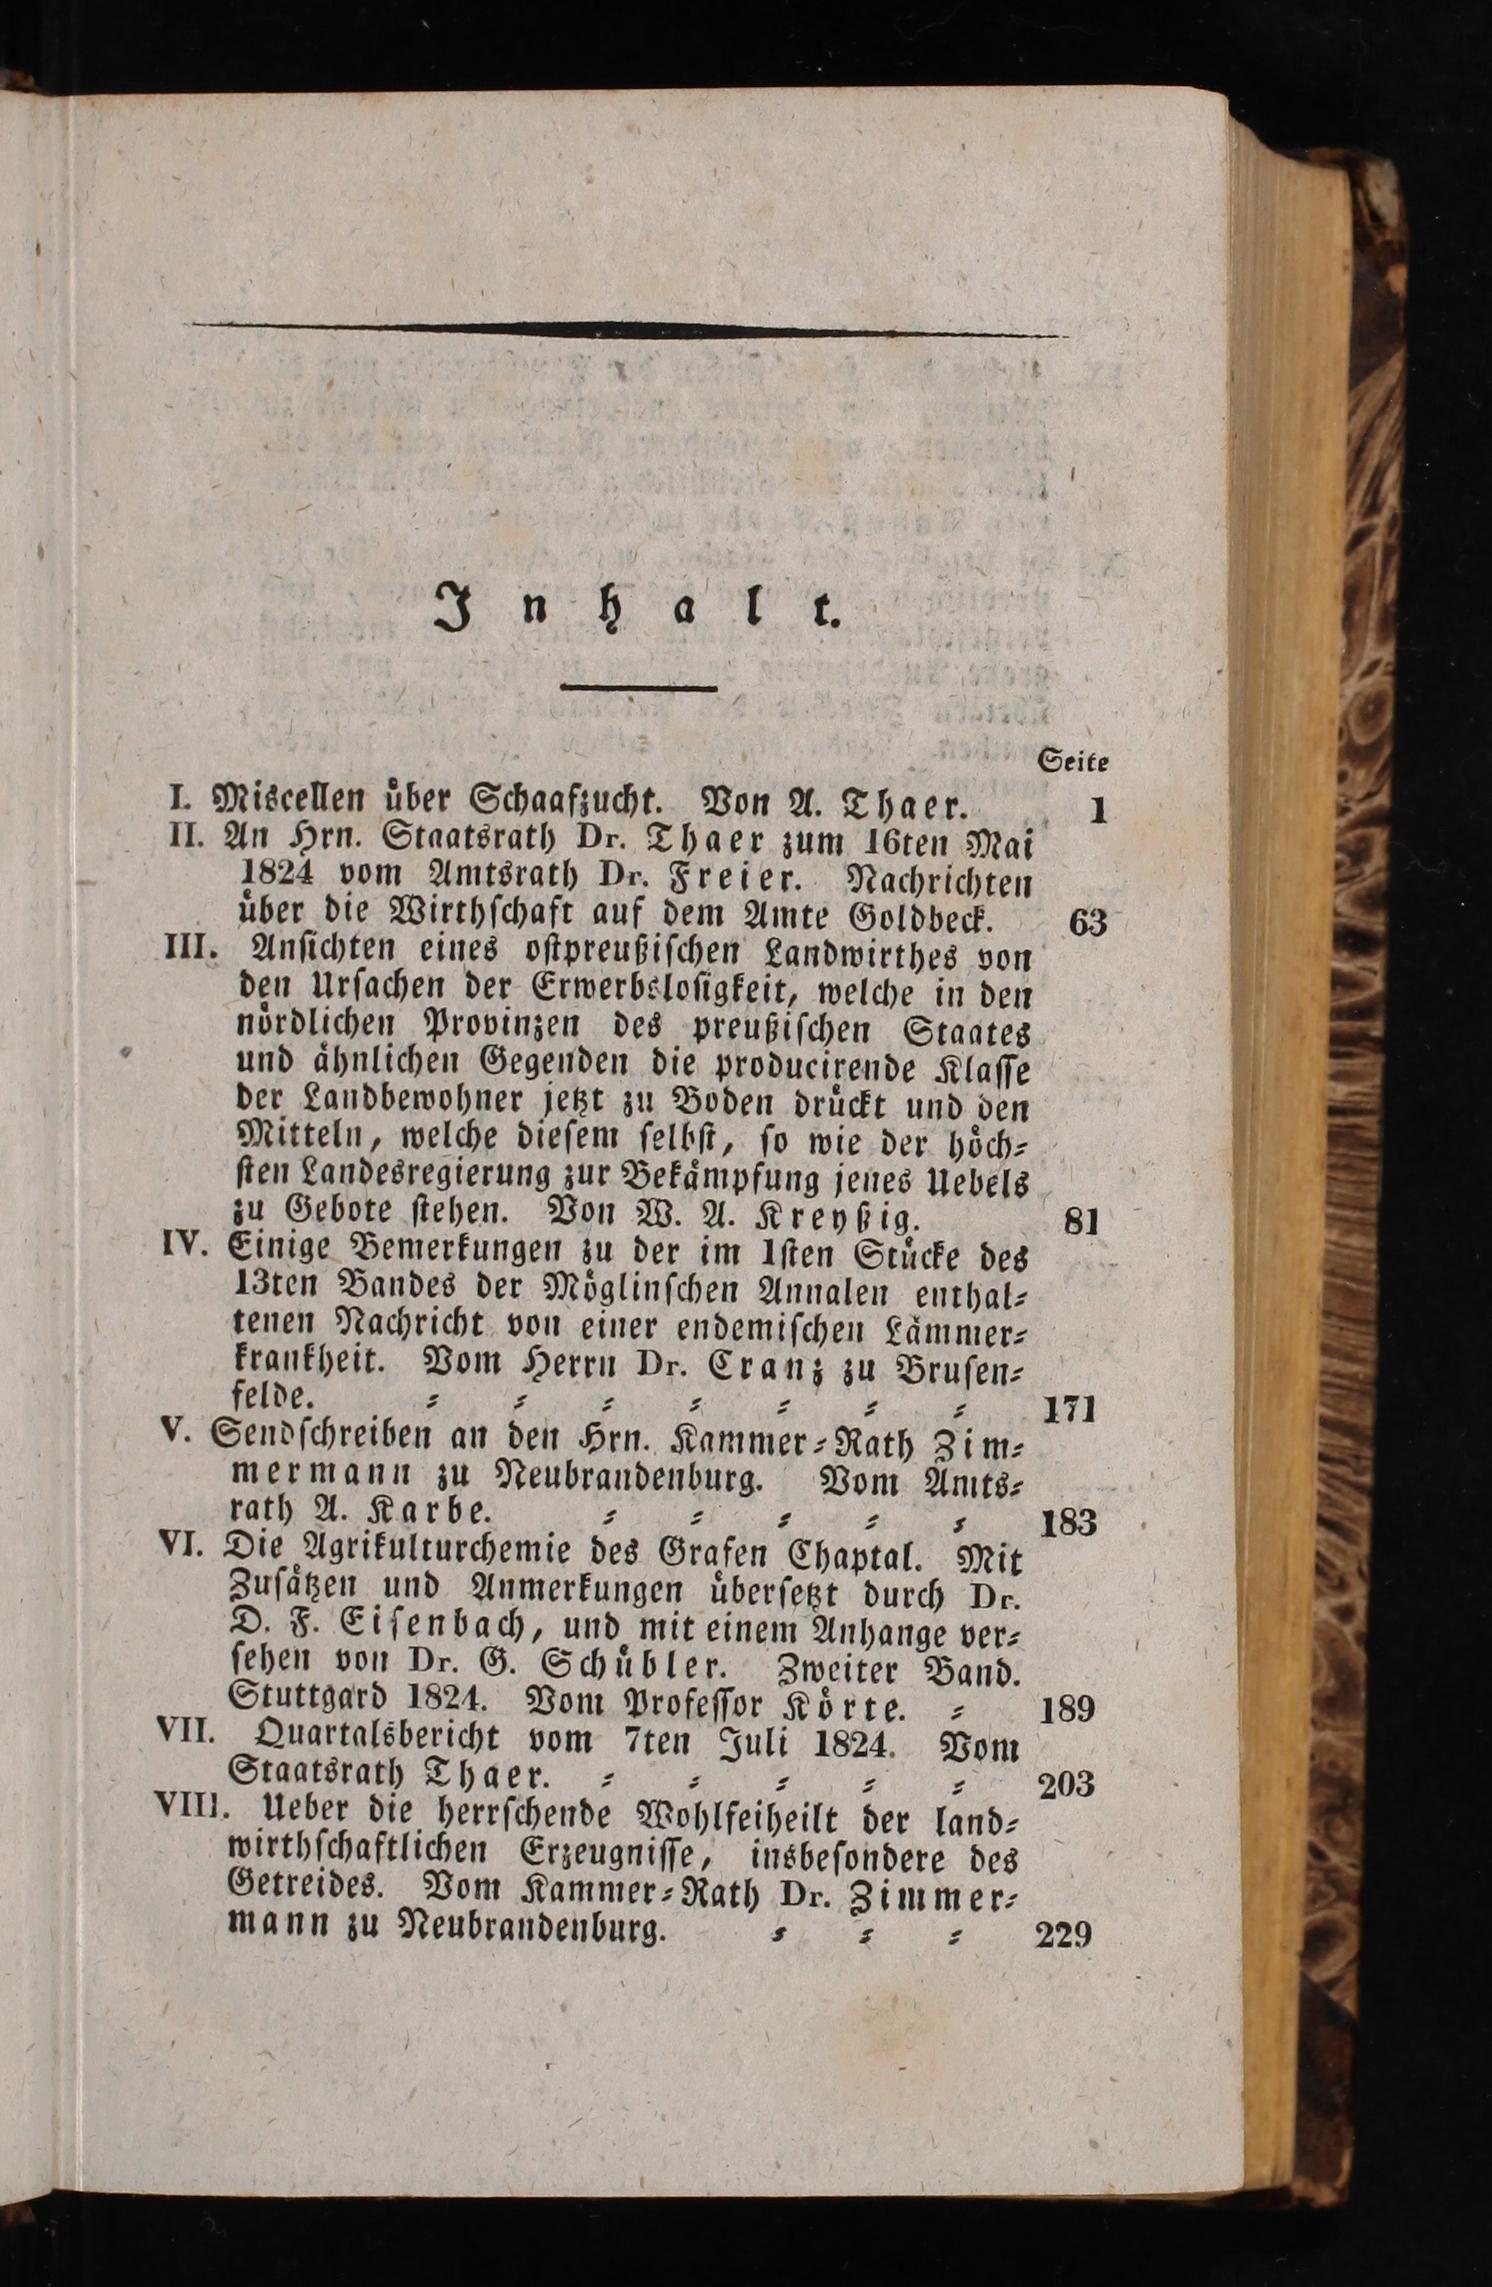 Inhalt.
Seite
I. Miscellen über Schaafzucht. Von A. Thaer. 1
II. An Hrn. Staatsrath Dr. Thaer zum 16ten Mai
1824 vom Amtsrath Dr. Freier. Nachrichten
über die Wirthschaft auf dem Amte Goldbeck. 63
III. Ansichten eines ostpreußischen Landwirthes von
den Ursachen der Erwerbslosigkeit, welche in den
nördlichen Provinzen des preußischen Staates
und ähnlichen Gegenden die producirende Klasse
der Landbewohner jetzt zu Boden drückt und den
Mitteln, welche diesem selbst, so wie der höch-
sten Landesregierung zur Bekämpfung jenes Uebels
zu Gebote stehen. Von W. A. Kreyßig. 81
IV. Einige Bemerkungen zu der im 1sten Stücke des
13ten Bandes der Möglinschen Annalen enthal-
tenen Nachricht von einer endemischen Lämmer-
krankheit. Vom Herrn Dr. Cranz zu Brusen-
felde. = = = = = = = 171
V. Sendschreiben an den Hrn. Kammer-Rath Zim-
mermann zu Neubrandenburg. Vom Amts-
rath A. Karbe. = = = = = 183
VI. Die Agrikulturchemie des Grafen Chaptal. Mit
Zusätzen und Anmerkungen übersetzt durch Dr.
D. F. Eisenbach, und mit einem Anhange ver-
sehen von Dr. G. Schübler. Zweiter Band.
Stuttgard 1824. Vom Professor Körte. = 189
VII. Quartalsbericht vom 7ten Juli 1824. Vom
Staatsrath Thaer. = = = = = 203
VIII. Ueber die herrschende Wohlfeiheilt der land-
wirthschaftlichen Erzeugnisse, insbesondere des
Getreides. Vom Kammer-Rath Dr. Zimmer-
mann zu Neubrandenburg. = = = 229